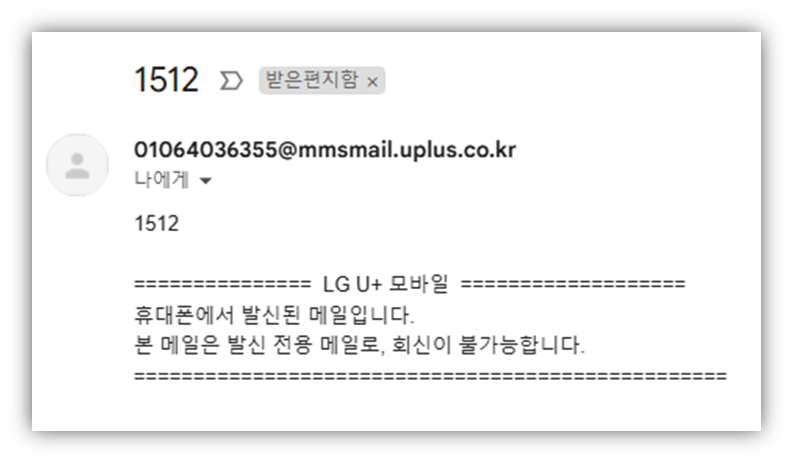 1512 받은편지함 ×
01064036355@mmsmail.uplus.co.kr
나에게
1512
=============== LG U+ 모바일 ===================
휴대폰에서 발신된 메일입니다.
본 메일은 발신 전용 메일로, 회신이 불가능합니다.
==================================================